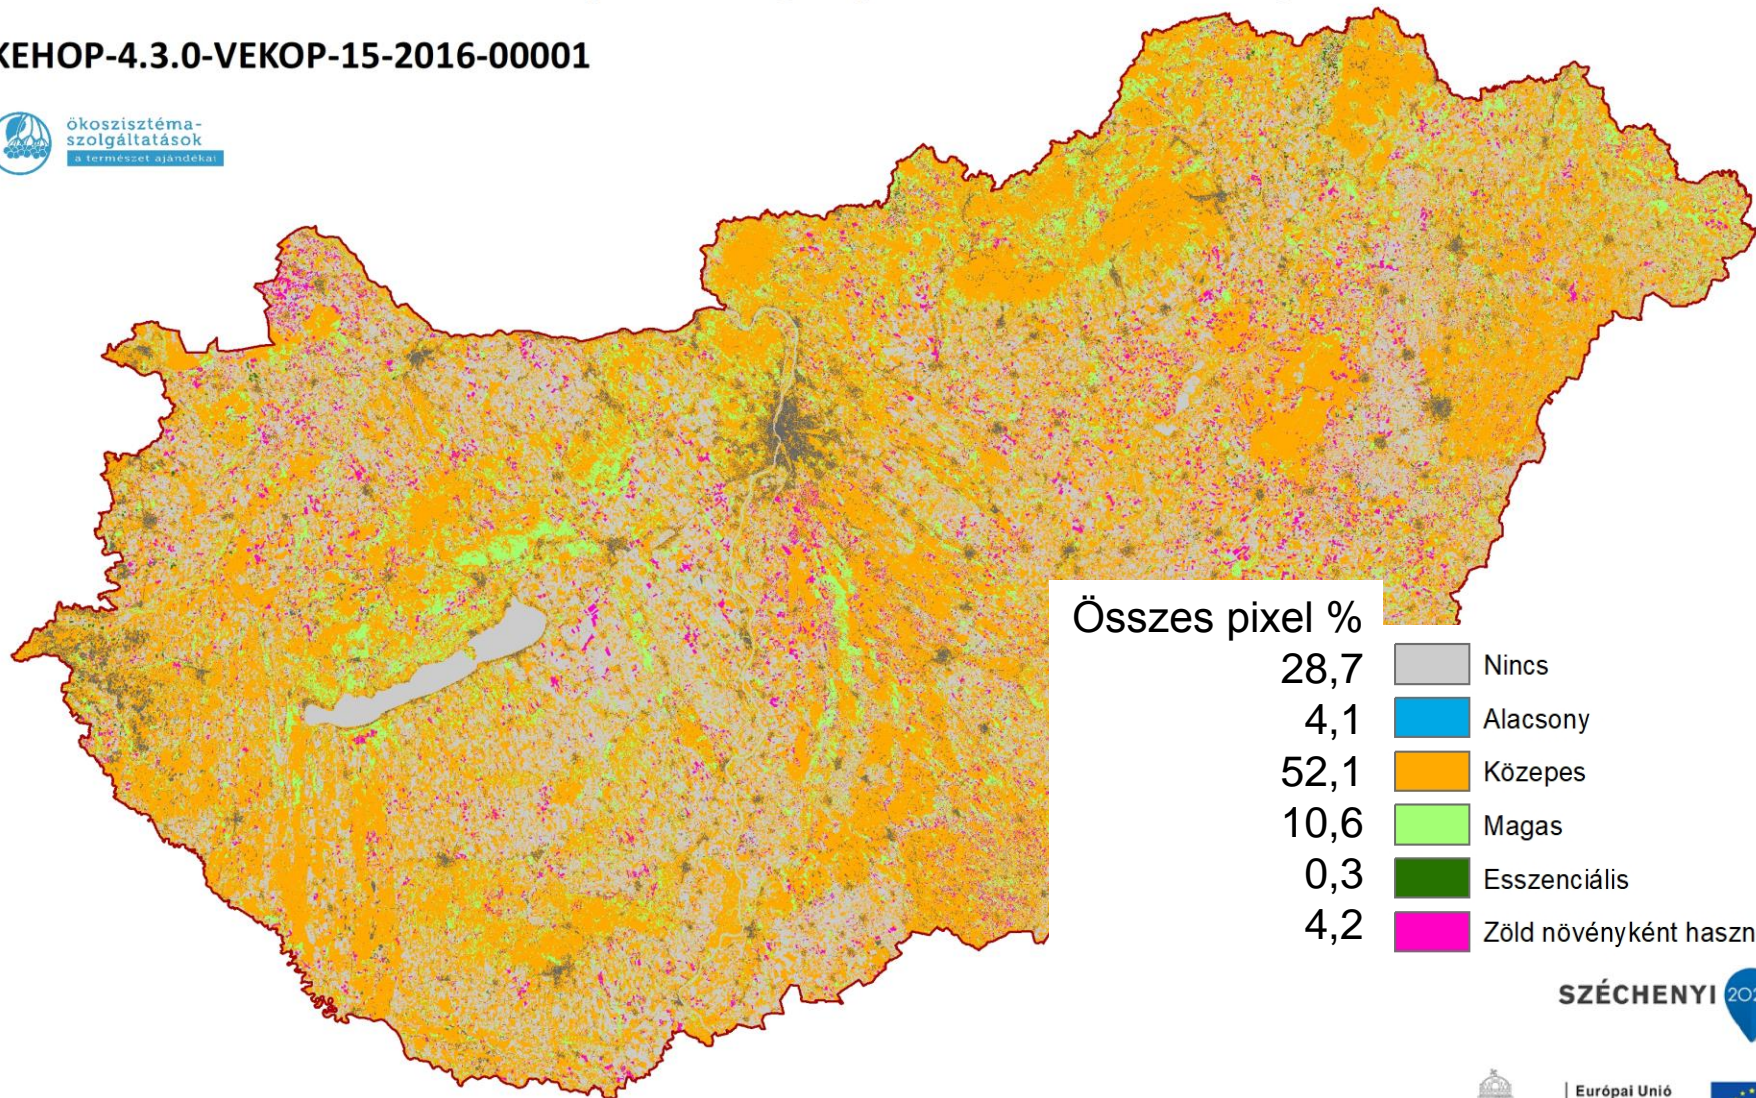 KEHOP-4.3.0-VEKOP-15-2016-00001
ökoszisztéma-
szolgáltatások
a természet ajándékai
Összes pixel %
28,7 Nincs
4,1 Alacsony
52,1 Közepes
10,6 Magas
0,3 Esszenciális
4,2 Zöld növényként haszn
SZÉCHENYI 202
Európai Unió